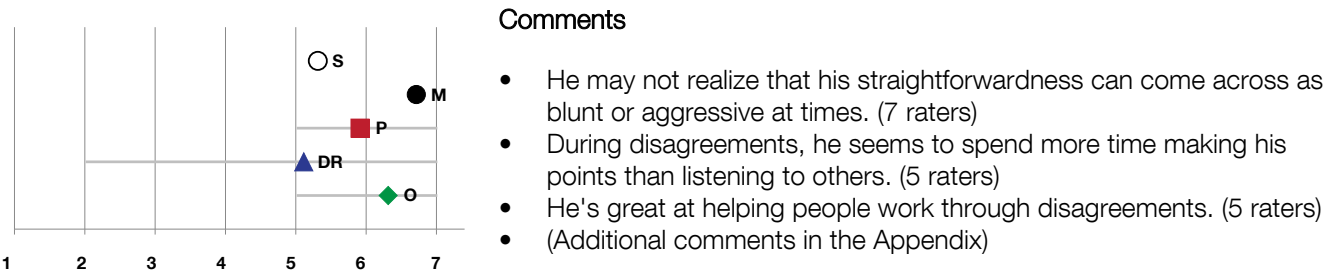 Comments
S
M
P
DR
O
1 2 3 4 5 6 7
• He may not realize that his straightforwardness can come across as
blunt or aggressive at times. (7 raters)
• During disagreements, he seems to spend more time making his
points than listening to others. (5 raters)
• He's great at helping people work through disagreements. (5 raters)
• (Additional comments in the Appendix)